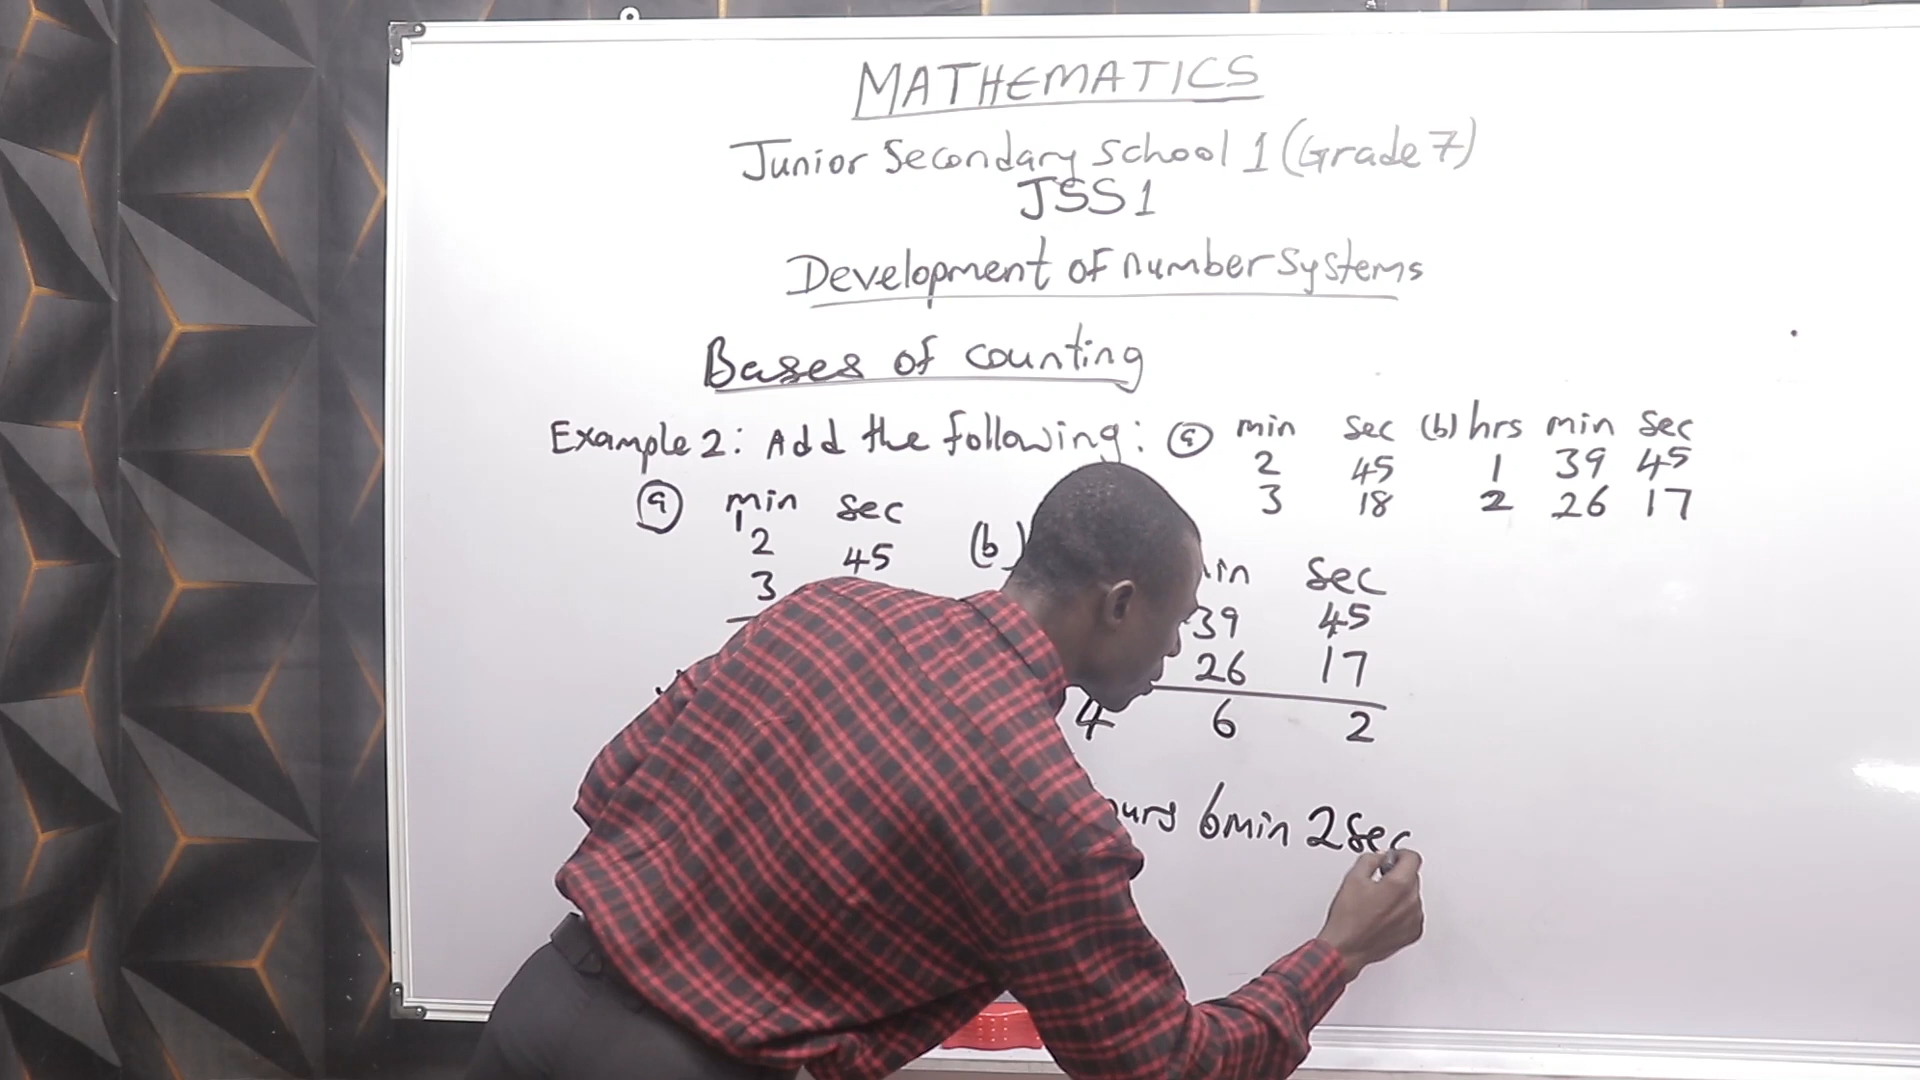 MATHEMATICS
Junior Secondary School 1 (Grade 7)
JSS1
Development of number systems
Bases of counting
Example 2: Add the following: (a) min sec (b) hrs min sec
2 45 1 39 45
3 18 2 26 17
(a) min sec
1
2 45
3
(b) sec
39 45
26 17
4 6 2
6min 2sec